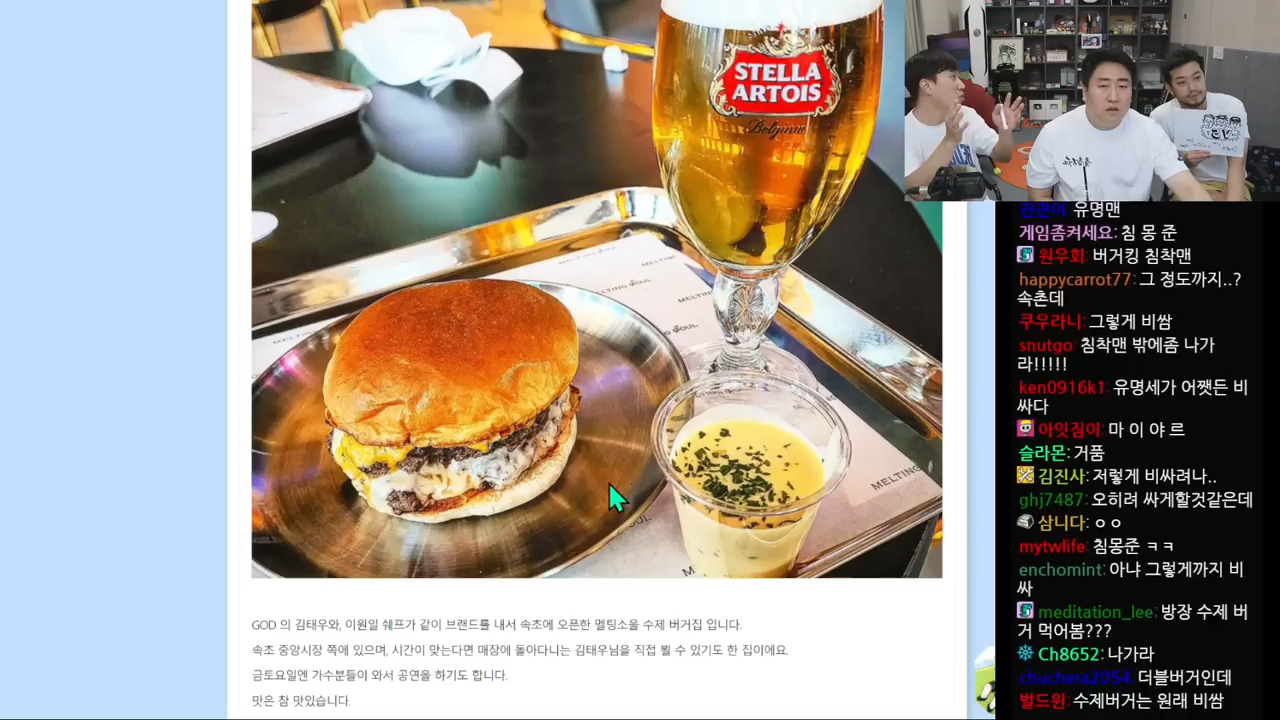 STELLA
ARTOIS
Belgium
MELTING SOUL
MELTING
SOUL
MELTING
GOD 의 김태우와, 이원일 쉐프가 같이 브랜드를 내서 속초에 오픈한 멜팅소울 수제 버거집 입니다.
속초 중앙시장 쪽에 있으며, 시간이 맞는다면 매장에 돌아다니는 김태우님을 직접 뵐 수 있기도 한 집이에요.
금토요일엔 가수분들이 와서 공연을 하기도 합니다.
맛은 참 맛있습니다.
유명맨
게임좀켜세요: 침 몽 준
원우회: 버거킹 침착맨
happycarrot77: 그 정도까지..?
속촌데
쿠우라니: 그렇게 비쌈
snutgo: 침착맨 밖에좀 나가
라!!!!!
ken0916k1: 유명세가 어쨋든 비
싸다
아잇짐이: 마 이 야 르
슬라몬: 거품
김진사: 저렇게 비싸려나..
ghj7487: 오히려 싸게할것같은데
삼니다: ㅇㅇ
mytwlife: 침몽준 ㅋㅋ
enchomint: 아냐 그렇게까지 비
싸
meditation_lee: 방장 수제 버
거 먹어봄???
Ch8652: 나가라
chuchera2054: 더블버거인데
벌드윈: 수제버거는 원래 비쌈